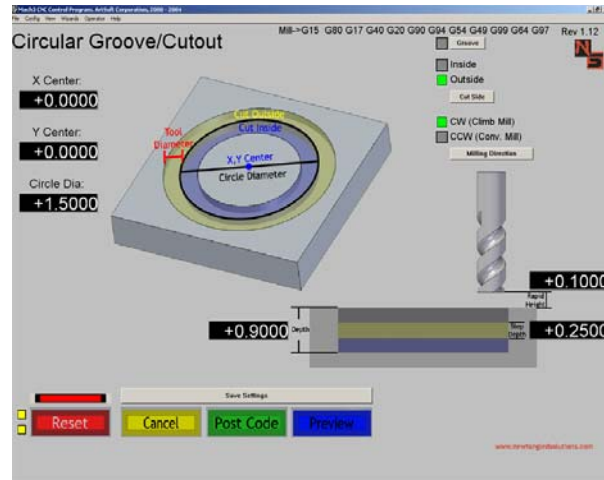 Mach3 CNC Control Program. ArtSoft Corporation, 2000 - 2004
File Config View Wizards Operator Help
Mill->G15 G80 G17 G40 G20 G90 G94 G54 G49 G99 G64 G97
Rev 1.12
Circular Groove/Cutout
Groove
NS
Inside
Outside
Cut Side
X Center:
+0.0000
Y Center:
+0.0000
Circle Dia:
+1.5000
Cut Outside
Cut Inside
Tool
Diameter
X,Y Center
Circle Diameter
CW (Climb Mill)
CCW (Conv. Mill)
Milling Direction
+0.1000
Rapid
Height
+0.9000
Depth
Step
Depth
+0.2500
Save Settings
Reset
Cancel
Post Code
Preview
www.newfangledsolutions.com